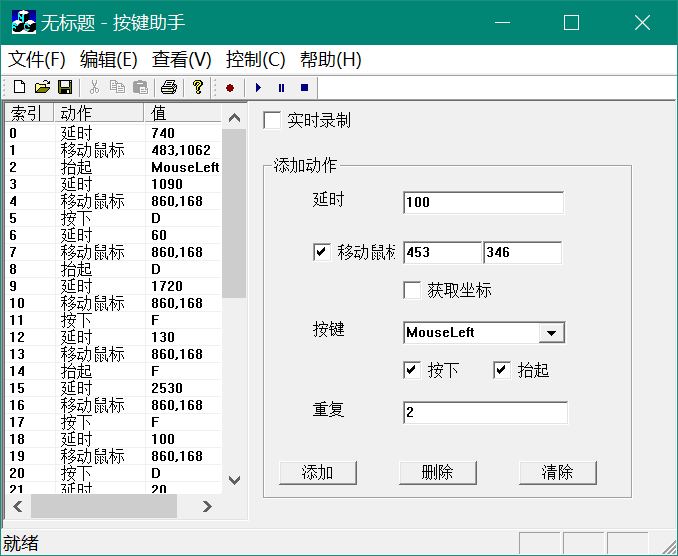 无标题 - 按键助手
文件(F) 编辑(E) 查看(V) 控制(C) 帮助(H)
索引 动作 值
0 延时 740
1 移动鼠标 483,1062
2 抬起 MouseLeft
3 延时 1090
4 移动鼠标 860,168
5 按下 D
6 延时 60
7 移动鼠标 860,168
8 抬起 D
9 延时 1720
10 移动鼠标 860,168
11 按下 F
12 延时 130
13 移动鼠标 860,168
14 抬起 F
15 延时 2530
16 移动鼠标 860,168
17 按下 F
18 延时 100
19 移动鼠标 860,168
20 按下 D
21 延时 20
实时录制
添加动作
延时 100
移动鼠标 453 346
获取坐标
按键 MouseLeft
按下 抬起
重复 2
添加 删除 清除
就绪